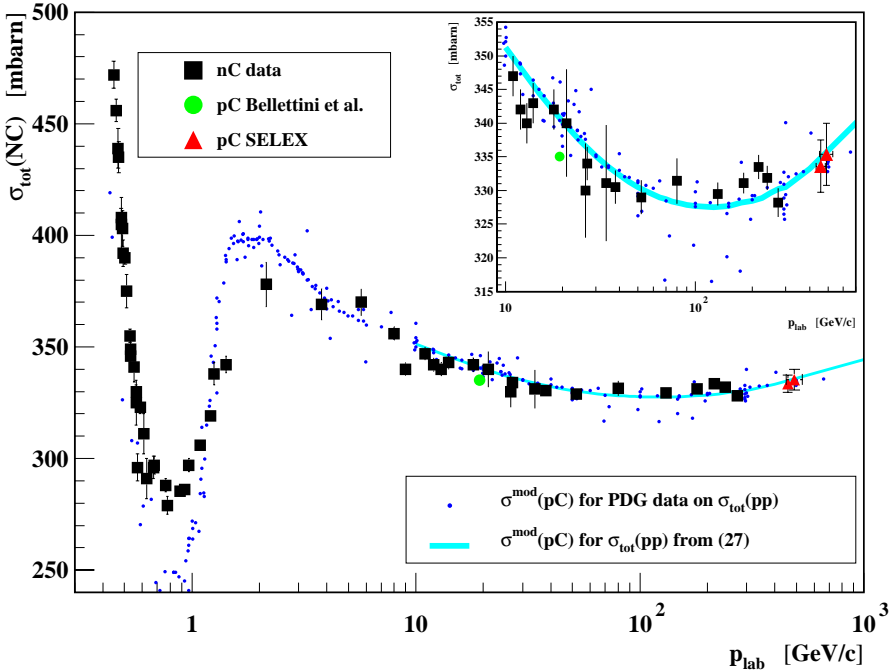 σtot(NC) [mbarn]
500
450
400
350
300
250
nC data
pC Bellettini et al.
pC SELEX
σtot [mbarn]
355
350
345
340
335
330
325
320
315
10
10²
plab [GeV/c]
σmod(pC) for PDG data on σtot(pp)
σmod(pC) for σtot(pp) from (27)
1
10
10²
10³
plab [GeV/c]